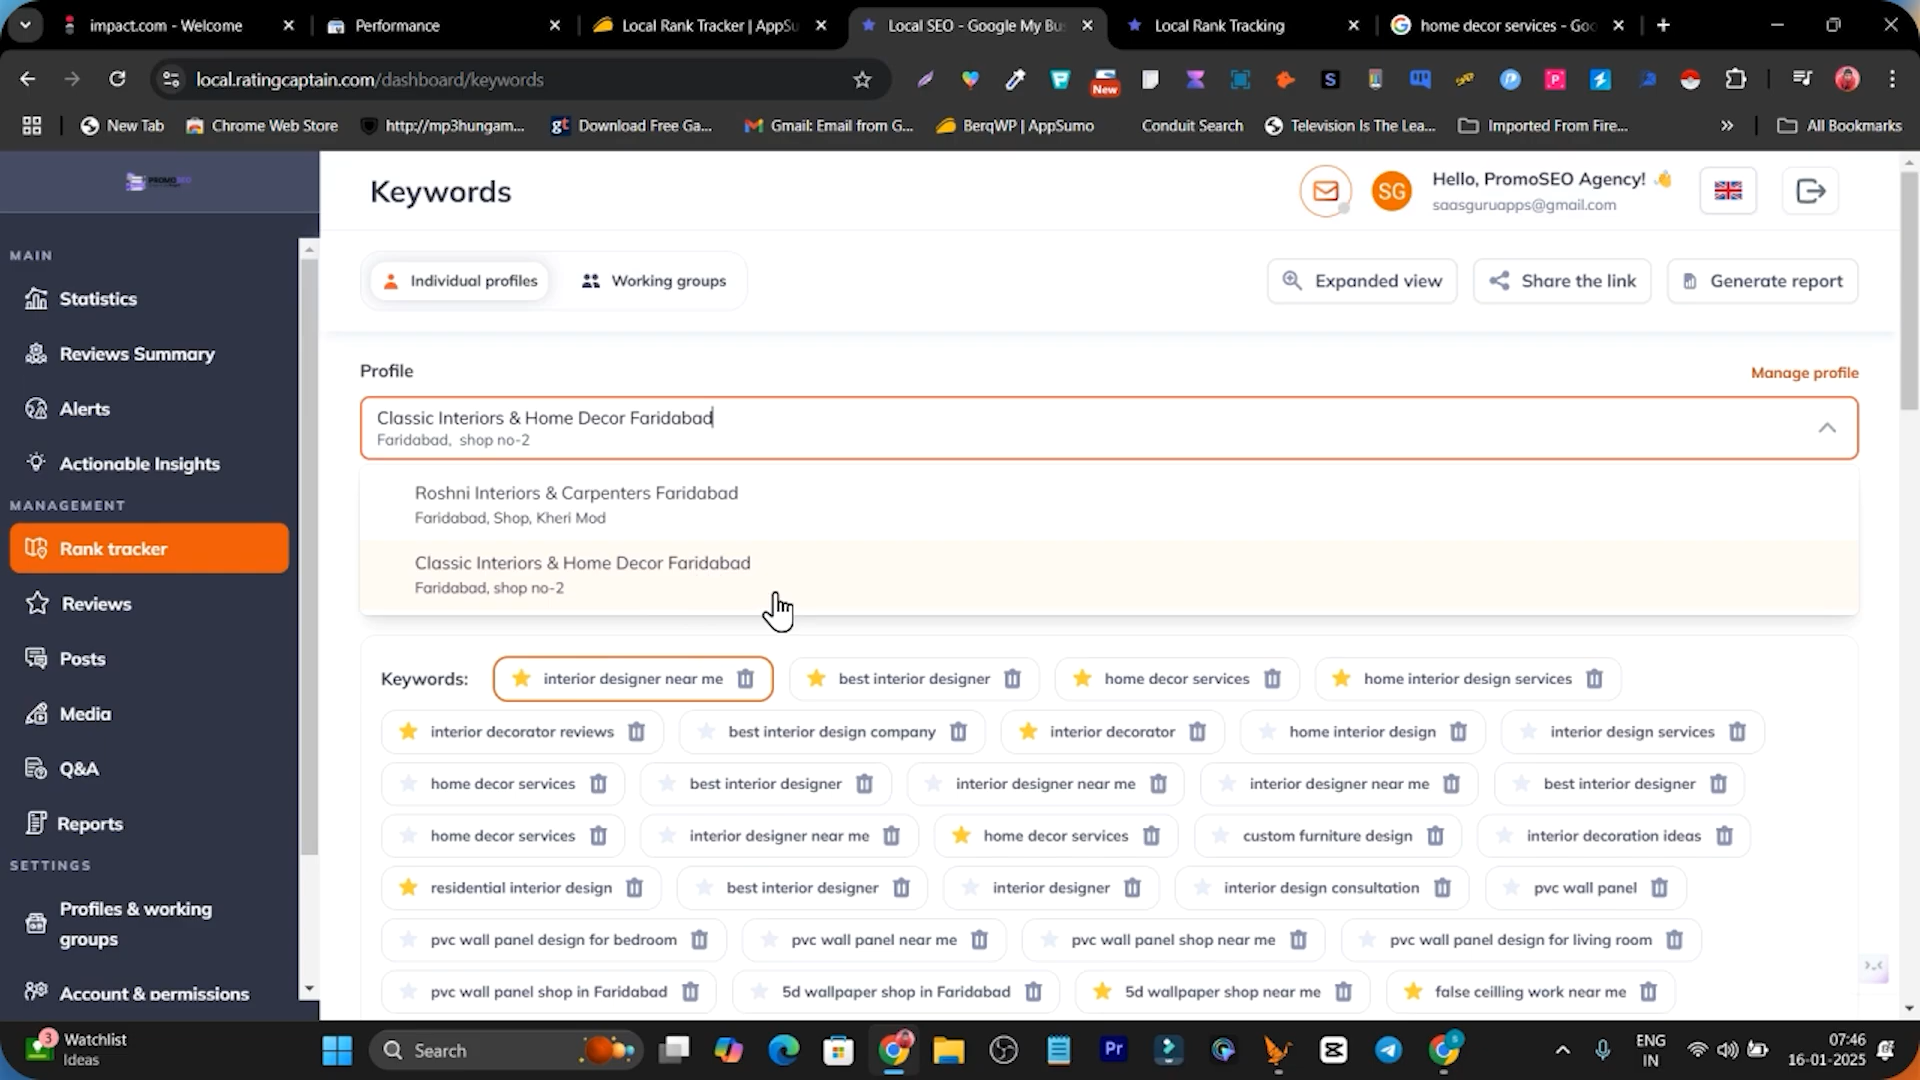 impact.com - Welcome
Performance
Local Rank Tracker | AppSu
Local SEO - Google My Bu
Local Rank Tracking
home decor services - Goo
local.ratingcaptain.com/dashboard/keywords
New
New Tab
Chrome Web Store
http://mp3hungam...
Download Free Ga...
Gmail: Email from G...
BerqWP | AppSumo
Conduit Search
Television Is The Lea...
Imported From Fire...
All Bookmarks
PROMOSEO
Keywords
SG
Hello, PromoSEO Agency! 👋
saasguruapps@gmail.com
MAIN
Statistics
Reviews Summary
Alerts
Actionable Insights
MANAGEMENT
Rank tracker
Reviews
Posts
Media
Q&A
Reports
SETTINGS
Profiles & working
groups
Account & permissions
Individual profiles
Working groups
Expanded view
Share the link
Generate report
Profile
Manage profile
Classic Interiors & Home Decor Faridabad
Faridabad, shop no-2
Roshni Interiors & Carpenters Faridabad
Faridabad, Shop, Kheri Mod
Classic Interiors & Home Decor Faridabad
Faridabad, shop no-2
Keywords: interior designer near me best interior designer home decor services home interior design services
interior decorator reviews best interior design company interior decorator home interior design interior design services
home decor services best interior designer interior designer near me interior designer near me best interior designer
home decor services interior designer near me home decor services custom furniture design interior decoration ideas
residential interior design best interior designer interior designer interior design consultation pvc wall panel
pvc wall panel design for bedroom pvc wall panel near me pvc wall panel shop near me pvc wall panel design for living room
pvc wall panel shop in Faridabad 5d wallpaper shop in Faridabad 5d wallpaper shop near me false ceilling work near me
3
Watchlist
Ideas
Search
Pr
ENG
IN
07:46
16-01-2025